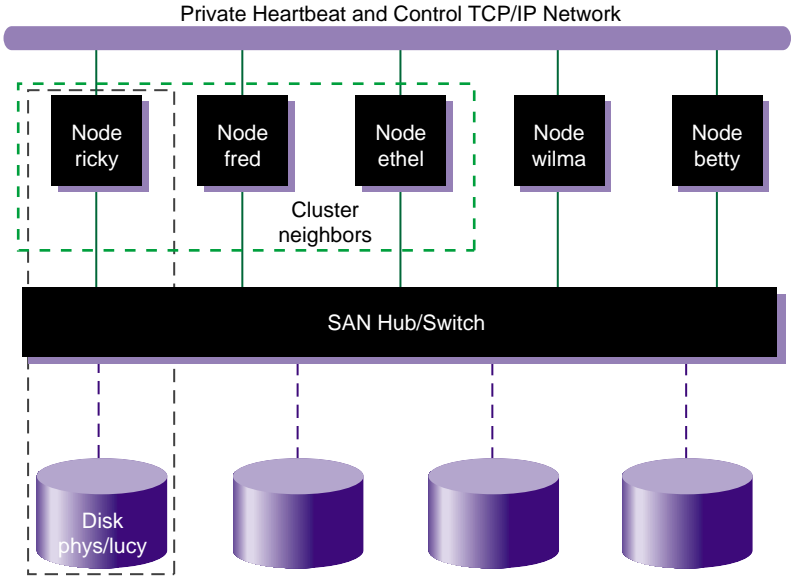 Private Heartbeat and Control TCP/IP Network
Node
ricky
Node
fred
Node
ethel
Node
wilma
Node
betty
Cluster
neighbors
SAN Hub/Switch
Disk
phys/lucy